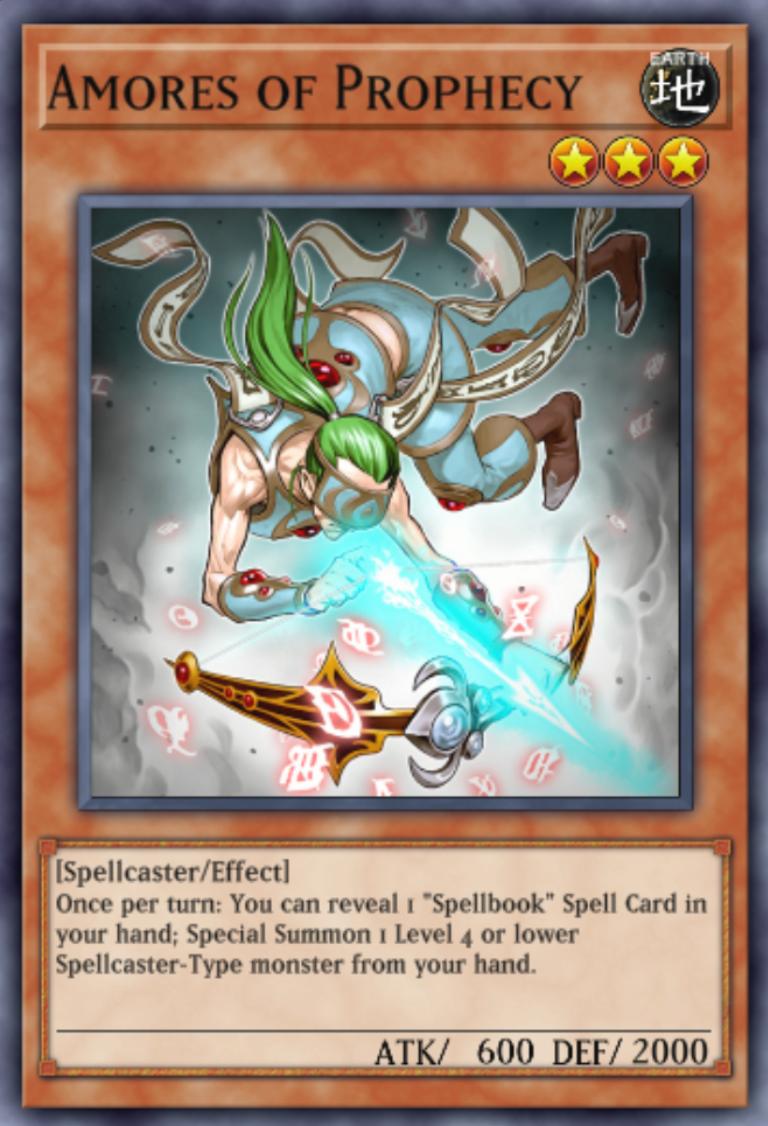 AMORES OF PROPHECY
EARTH
地
[Spellcaster/Effect]
Once per turn: You can reveal 1 "Spellbook" Spell Card in
your hand; Special Summon 1 Level 4 or lower
Spellcaster-Type monster from your hand.
ATK/ 600 DEF/ 2000